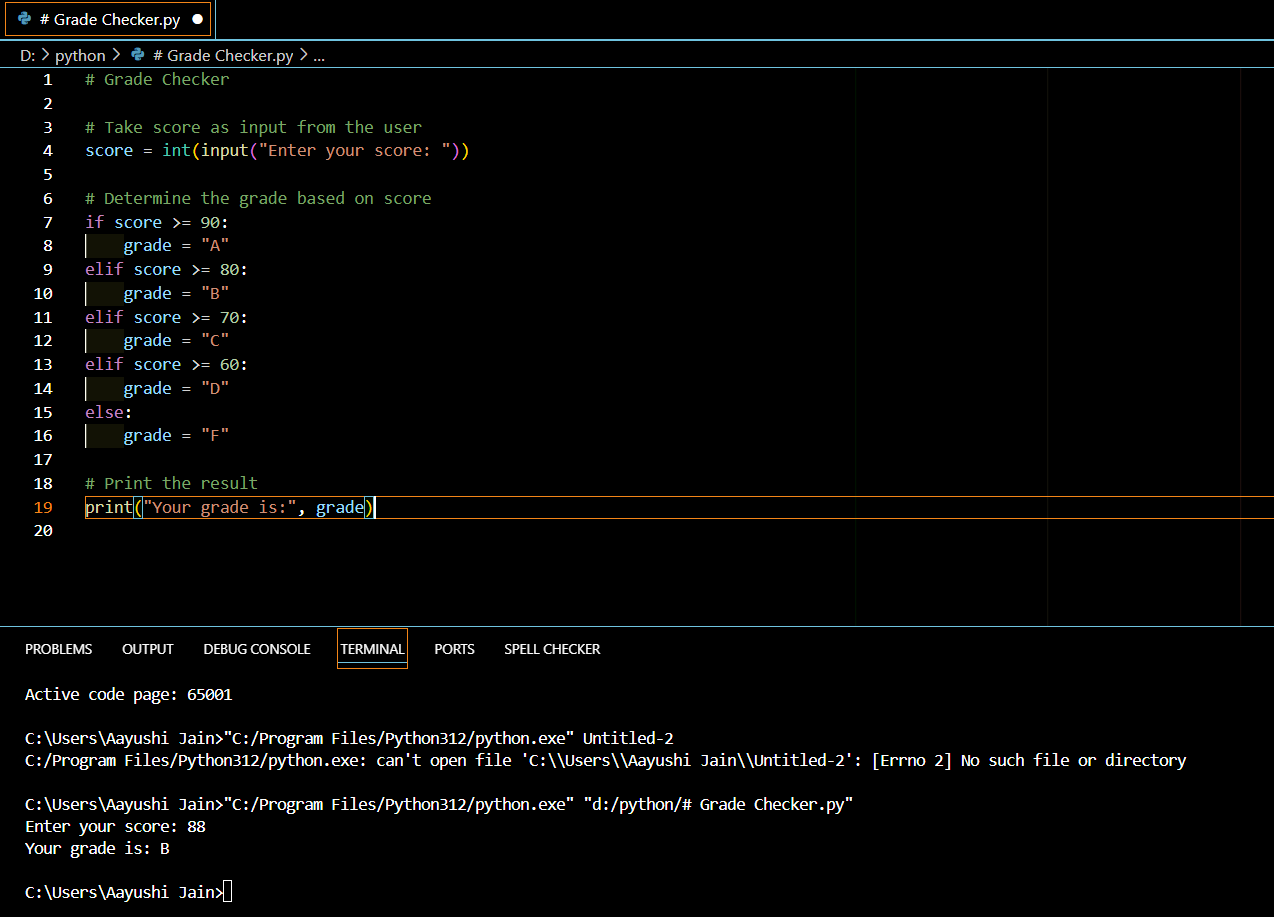 # Grade Checker.py
D: > python > # Grade Checker.py > ...
1 # Grade Checker
2
3 # Take score as input from the user
4 score = int(input("Enter your score: "))
5
6 # Determine the grade based on score
7 if score >= 90:
8     grade = "A"
9 elif score >= 80:
10     grade = "B"
11 elif score >= 70:
12     grade = "C"
13 elif score >= 60:
14     grade = "D"
15 else:
16     grade = "F"
17
18 # Print the result
19 print("Your grade is:", grade)
20
PROBLEMS OUTPUT DEBUG CONSOLE TERMINAL PORTS SPELL CHECKER
Active code page: 65001
C:\Users\Aayushi Jain>"C:/Program Files/Python312/python.exe" Untitled-2
C:/Program Files/Python312/python.exe: can't open file 'C:\\Users\\Aayushi Jain\\Untitled-2': [Errno 2] No such file or directory
C:\Users\Aayushi Jain>"C:/Program Files/Python312/python.exe" "d:/python/# Grade Checker.py"
Enter your score: 88
Your grade is: B
C:\Users\Aayushi Jain>